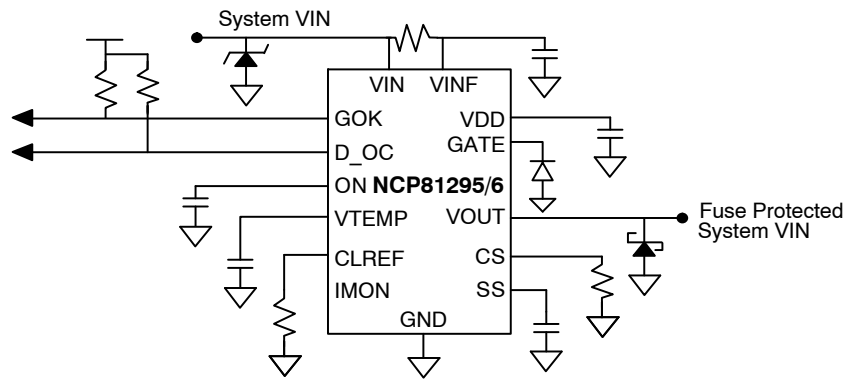 System VIN
VIN VINF
GOK
VDD
GATE
D_OC
ON NCP81295/6
VTEMP
VOUT
Fuse Protected
System VIN
CLREF
CS
IMON
SS
GND